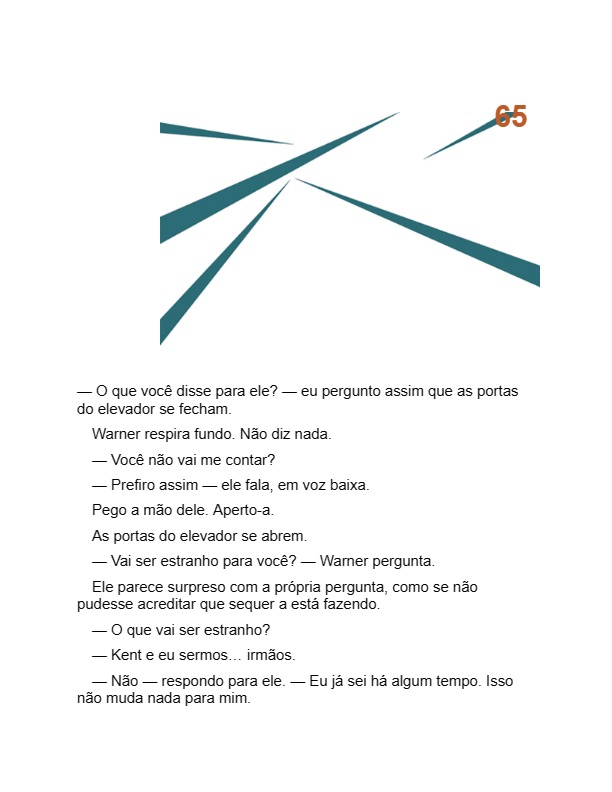 65
— O que você disse para ele? — eu pergunto assim que as portas
do elevador se fecham.
Warner respira fundo. Não diz nada.
— Você não vai me contar?
— Prefiro assim — ele fala, em voz baixa.
Pego a mão dele. Aperto-a.
As portas do elevador se abrem.
— Vai ser estranho para você? — Warner pergunta.
Ele parece surpreso com a própria pergunta, como se não
pudesse acreditar que sequer a está fazendo.
— O que vai ser estranho?
— Kent e eu sermos… irmãos.
— Não — respondo para ele. — Eu já sei há algum tempo. Isso
não muda nada para mim.